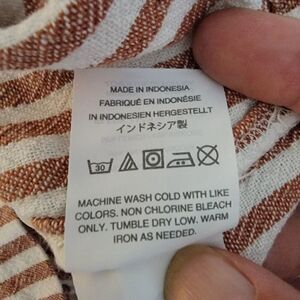 MADE IN INDONESIA
FABRIQUÉ EN INDONÉSIE
IN INDONESIEN HERGESTELLT
インドネシア製
30
MACHINE WASH COLD WITH LIKE
COLORS. NON CHLORINE BLEACH
ONLY. TUMBLE DRY LOW. WARM
IRON AS NEEDED.